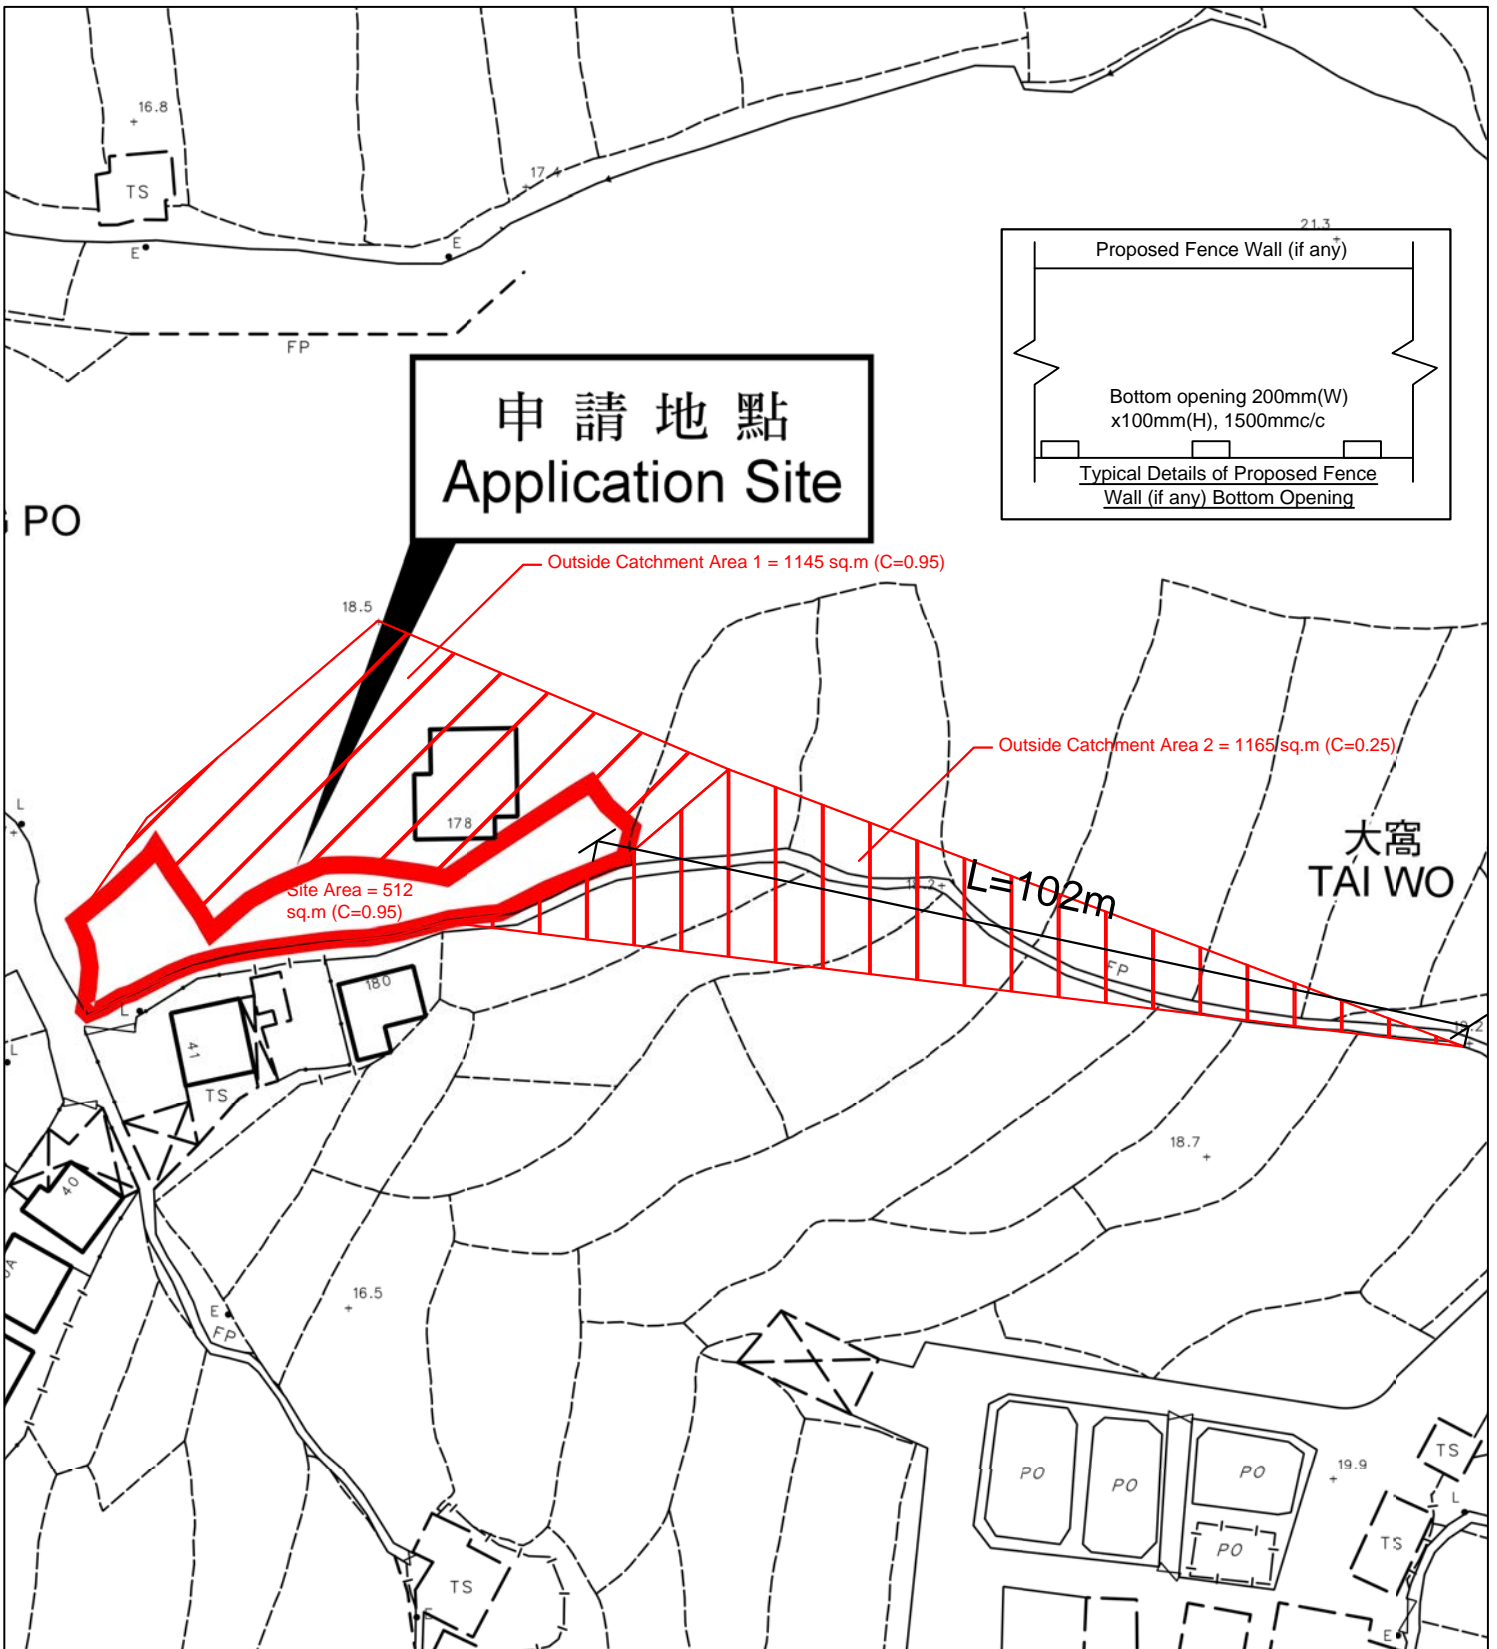 16.8
TS
17.4
E
E
21.3
FP
Proposed Fence Wall (if any)
Bottom opening 200mm(W)
x100mm(H), 1500mmc/c
Typical Details of Proposed Fence
Wall (if any) Bottom Opening
申請地點
Application Site
PO
Outside Catchment Area 1 = 1145 sq.m (C=0.95)
18.5
Outside Catchment Area 2 = 1165 sq.m (C=0.25)
L
178
大窩
TAI WO
Site Area = 512
sq.m (C=0.95)
L=102m
FP
180
L
L
41
TS
18.7
40
16.5
E
FP
PO
PO
PO
PO
19.9
TS
L
TS
TS
E
E